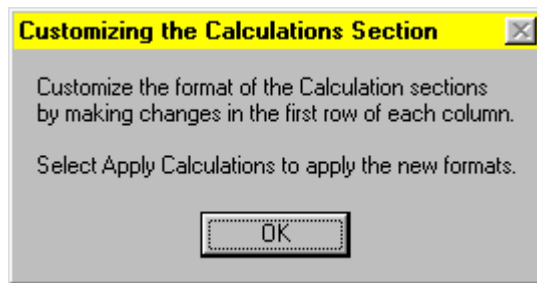 Customizing the Calculations Section
Customize the format of the Calculation sections
by making changes in the first row of each column.
Select Apply Calculations to apply the new formats.
OK